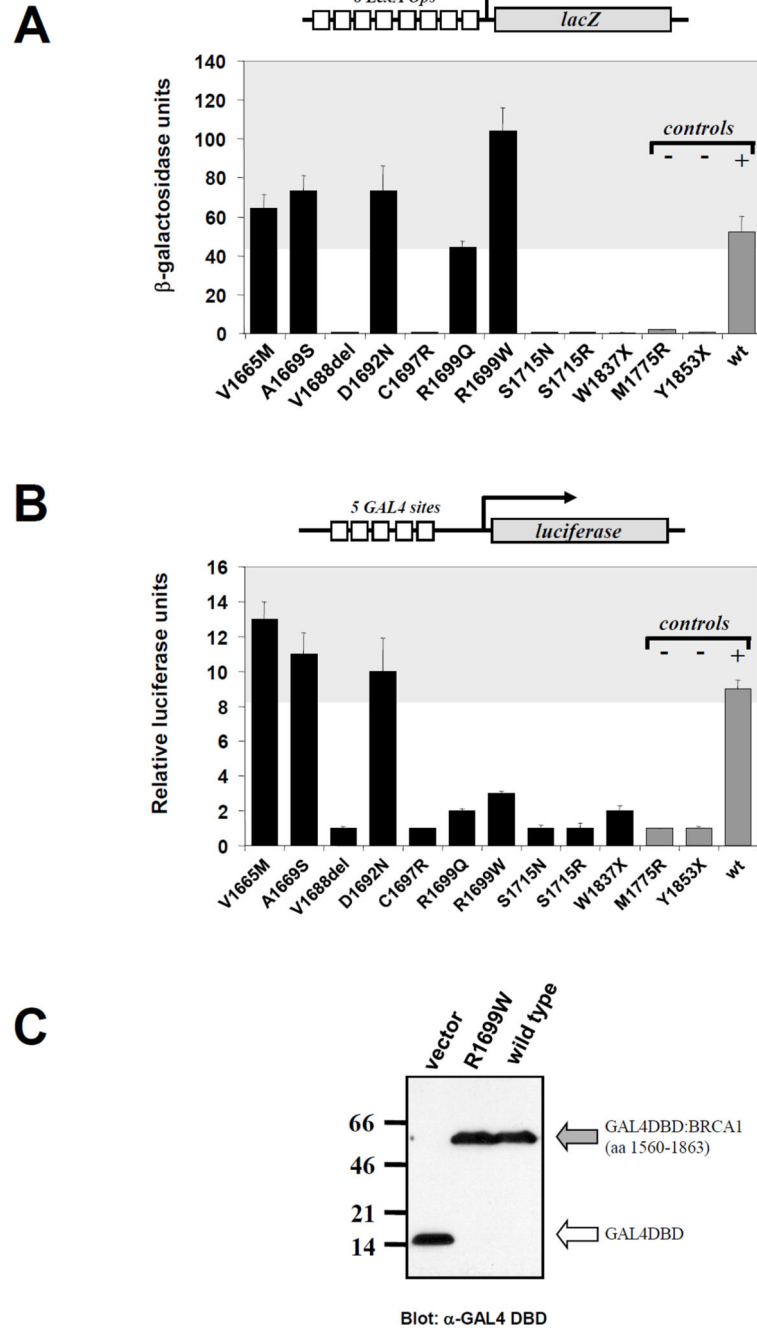 A
lacZ
β-galactosidase units
140
120
100
80
60
40
20
0
controls
- - +
V1665M
A1669S
V1688del
D1692N
C1697R
R1699Q
R1699W
S1715N
S1715R
W1837X
M1775R
Y1853X
wt
B
5 GAL4 sites
luciferase
Relative luciferase units
16
14
12
10
8
6
4
2
0
controls
- - +
V1665M
A1669S
V1688del
D1692N
C1697R
R1699Q
R1699W
S1715N
S1715R
W1837X
M1775R
Y1853X
wt
C
vector
R1699W
wild type
66
46
21
14
GAL4DBD:BRCA1
(aa 1560-1863)
GAL4DBD
Blot: α-GAL4 DBD